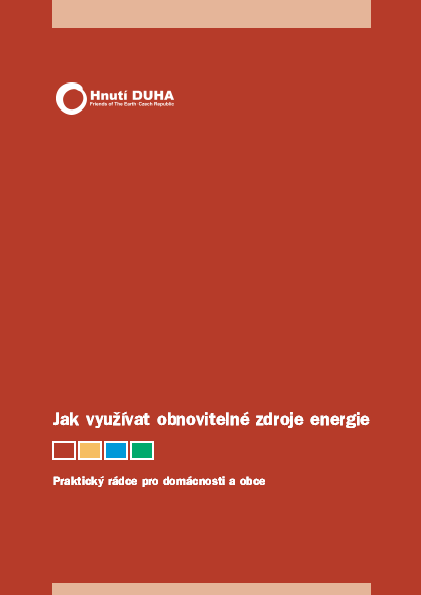 Hnutí DUHA
Friends of The Earth Czech Republic
Jak využívat obnovitelné zdroje energie
Praktický rádce pro domácnosti a obce